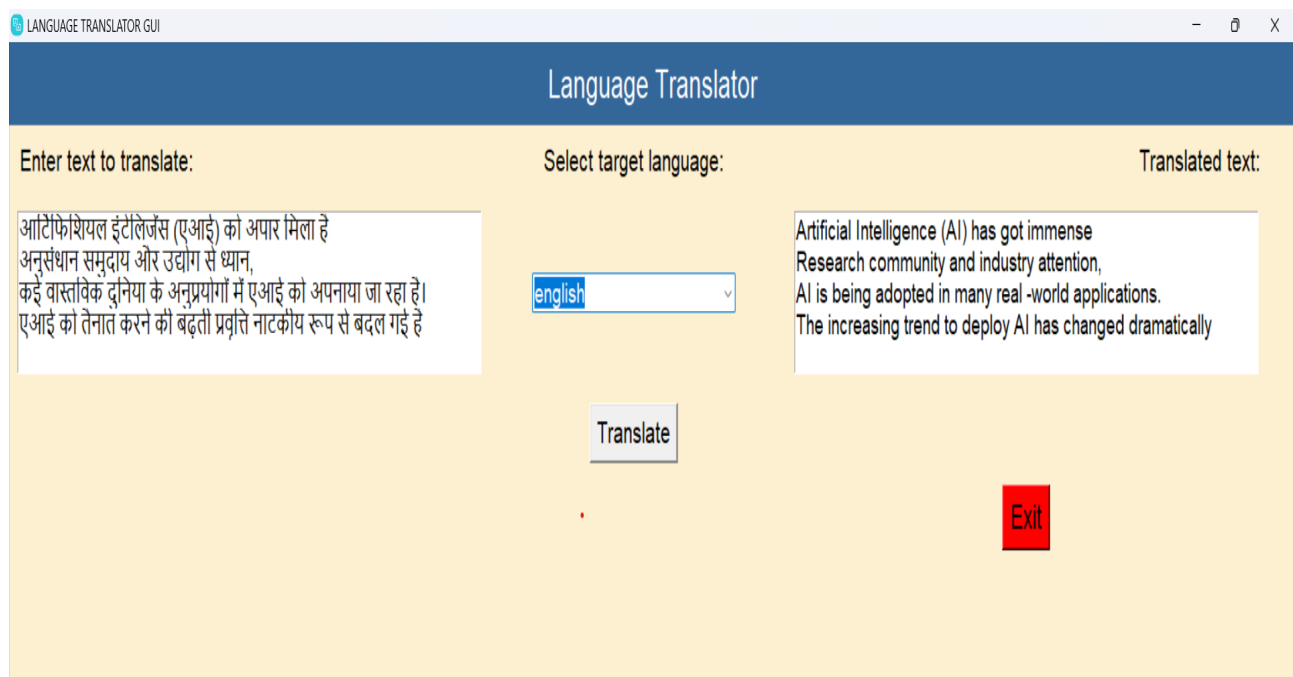 LANGUAGE TRANSLATOR GUI
Language Translator
Enter text to translate:
Select target language:
Translated text:
आर्टिफिशियल इंटेलिजेंस (एआई) को अपार मिला है
अनुसंधान समुदाय और उद्योग से ध्यान,
कई वास्तविक दुनिया के अनुप्रयोगों में एआई को अपनाया जा रहा है।
एआई को तैनात करने की बढ़ती प्रवृत्ति नाटकीय रूप से बदल गई है
english
Artificial Intelligence (AI) has got immense
Research community and industry attention,
AI is being adopted in many real -world applications.
The increasing trend to deploy AI has changed dramatically
Translate
Exit